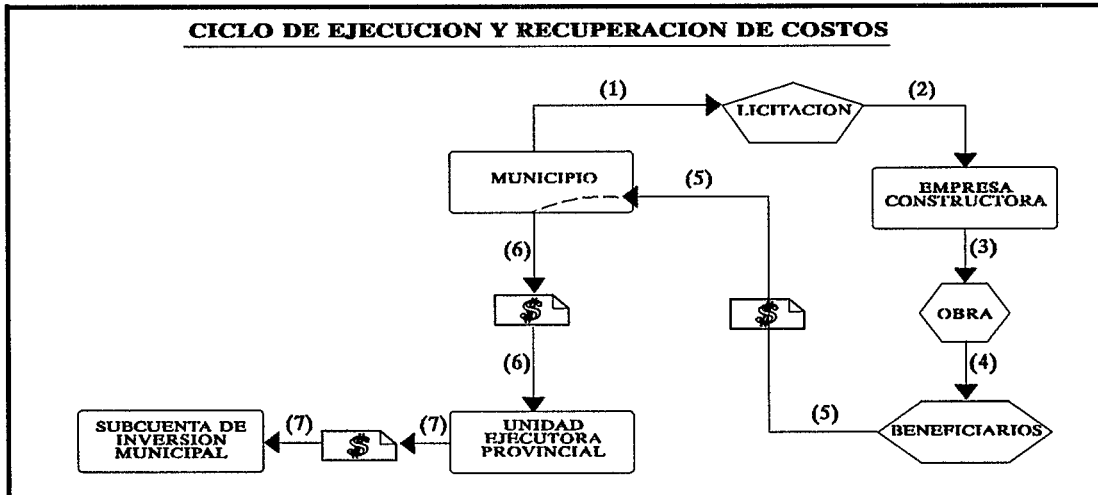 CICLO DE EJECUCION Y RECUPERACION DE COSTOS
(1)
LICITACION
(2)
MUNICIPIO
(5)
EMPRESA
CONSTRUCTORA
(6)
(3)
$
$
OBRA
(6)
(4)
SUBCUENTA DE
INVERSION
MUNICIPAL
(7)
$
(7)
UNIDAD
EJECUTORA
PROVINCIAL
(5)
BENEFICIARIOS